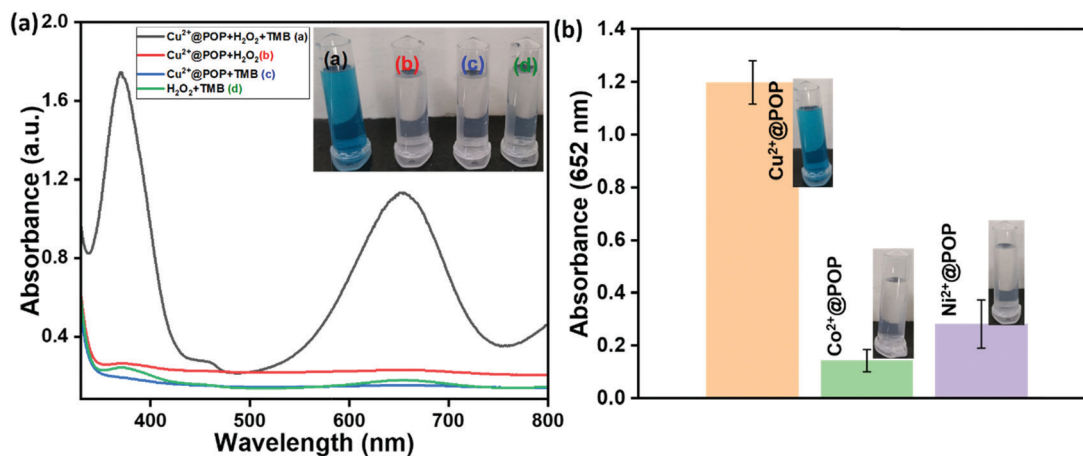 (a)
2.0
1.6
1.2
0.8
0.4
Absorbance (a.u.)
400
500
600
700
800
Wavelength (nm)
Cu²⁺@POP+H₂O₂+TMB (a)
Cu²⁺@POP+H₂O₂(b)
Cu²⁺@POP+TMB (c)
H₂O₂+TMB (d)
(a)
(b)
(c)
(d)
(b)
1.4
1.2
1.0
0.8
0.6
0.4
0.2
0.0
Absorbance (652 nm)
Cu²⁺@POP
Co²⁺@POP
Ni²⁺@POP